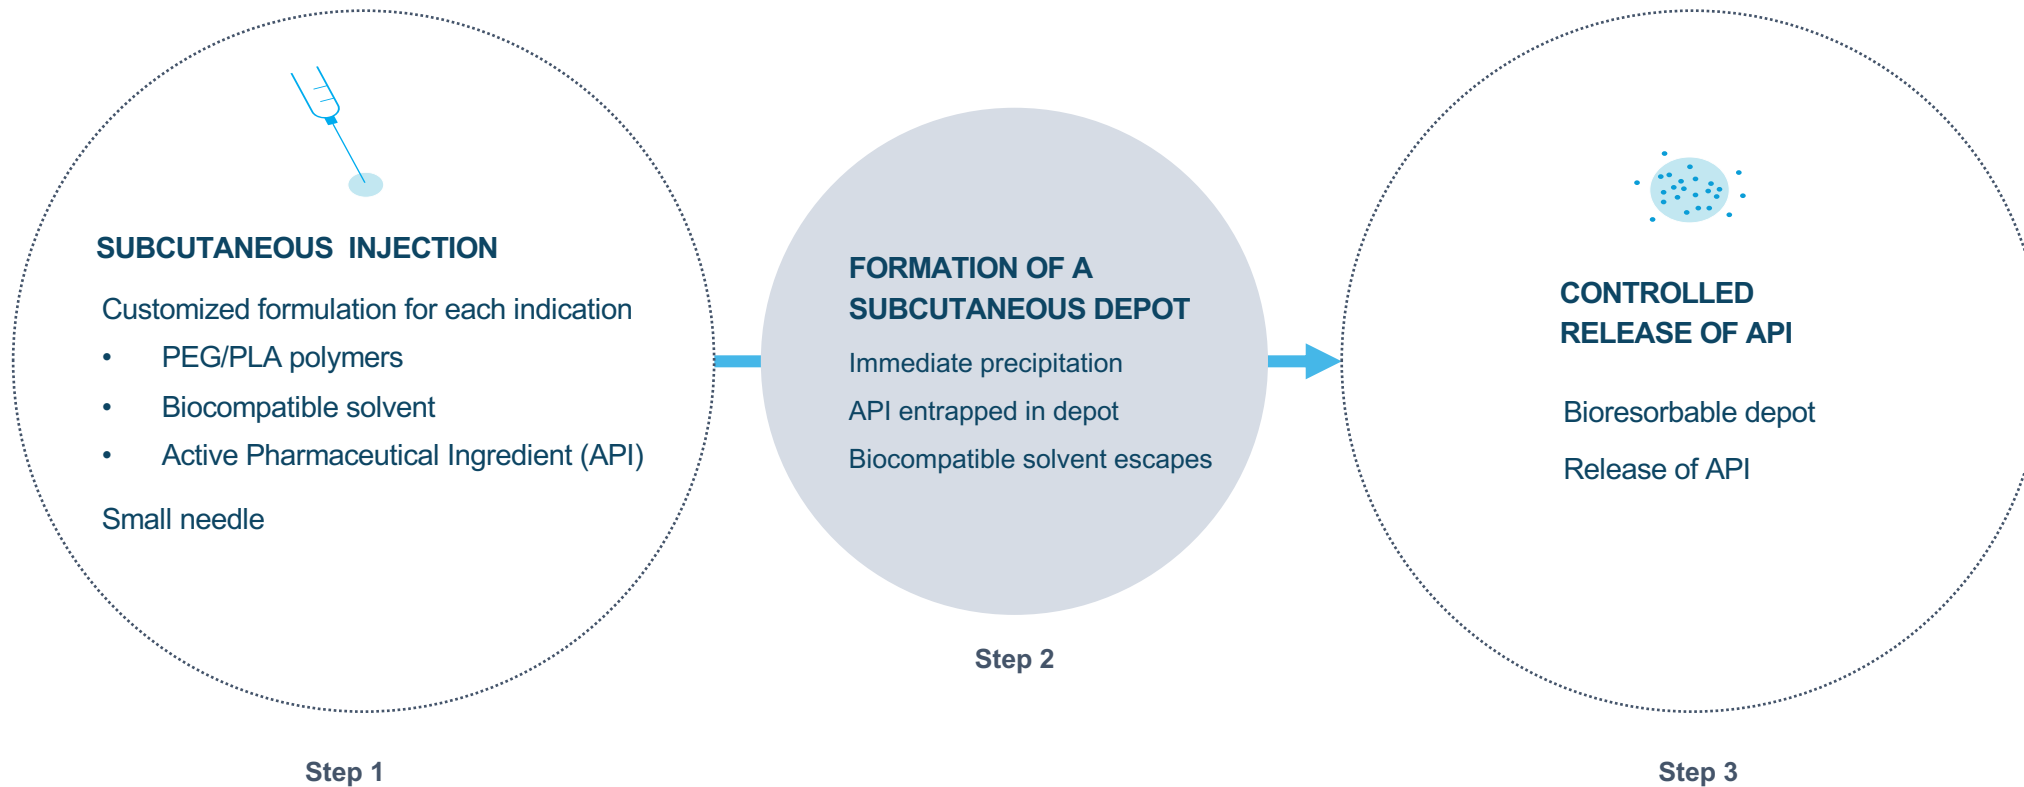 SUBCUTANEOUS INJECTION
Customized formulation for each indication
• PEG/PLA polymers
• Biocompatible solvent
• Active Pharmaceutical Ingredient (API)
Small needle
Step 1
FORMATION OF A
SUBCUTANEOUS DEPOT
Immediate precipitation
API entrapped in depot
Biocompatible solvent escapes
Step 2
CONTROLLED
RELEASE OF API
Bioresorbable depot
Release of API
Step 3